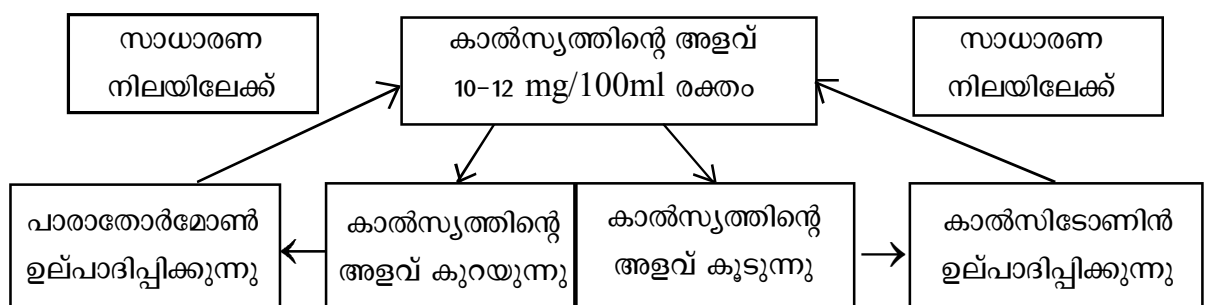 സാധാരണ
നിലയിലേക്ക്
കാൽസ്യത്തിന്റെ അളവ്
10-12 mg/100ml രക്തം
സാധാരണ
നിലയിലേക്ക്
പാരാതോർമോൺ
ഉല്പാദിപ്പിക്കുന്നു
കാൽസ്യത്തിന്റെ
അളവ് കുറയുന്നു
കാൽസ്യത്തിന്റെ
അളവ് കൂടുന്നു
കാൽസിടോണിൻ
ഉല്പാദിപ്പിക്കുന്നു